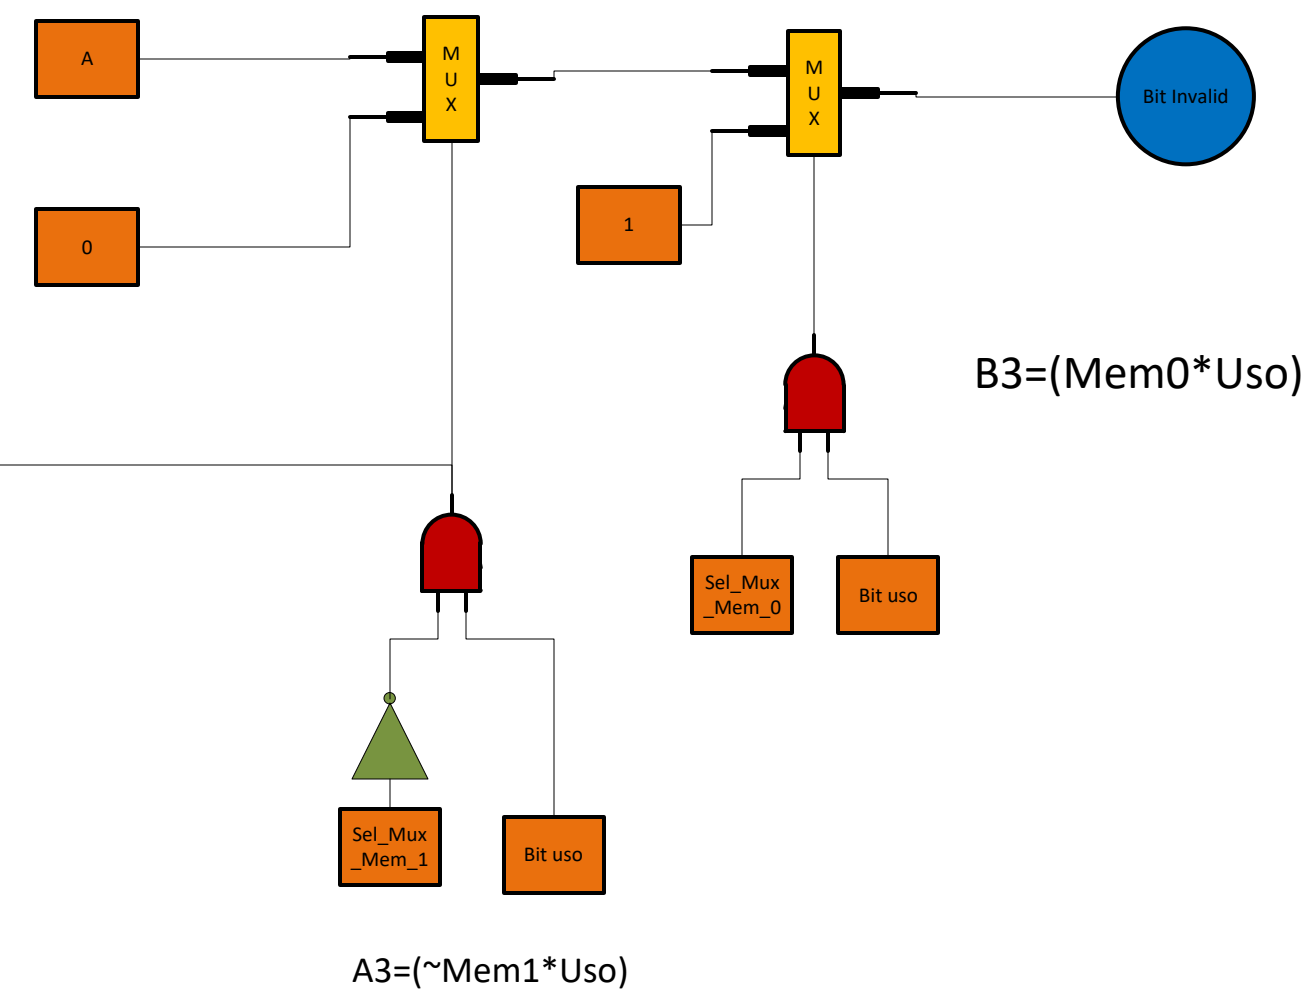 A
M
U
X
M
U
X
Bit Invalid
0
1
B3=(Mem0*Uso)
Sel_Mux
_Mem_0
Bit uso
Sel_Mux
_Mem_1
Bit uso
A3=(~Mem1*Uso)